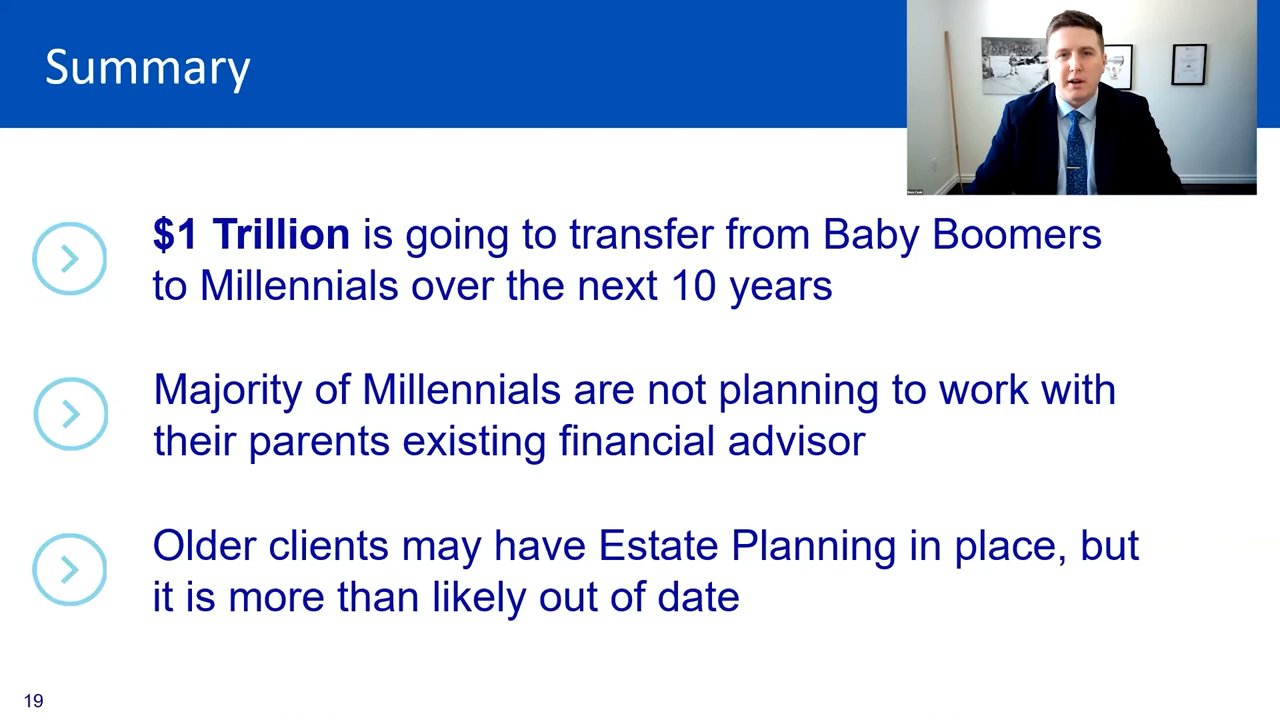 Summary
$1 Trillion is going to transfer from Baby Boomers
to Millennials over the next 10 years
Majority of Millennials are not planning to work with
their parents existing financial advisor
Older clients may have Estate Planning in place, but
it is more than likely out of date
19